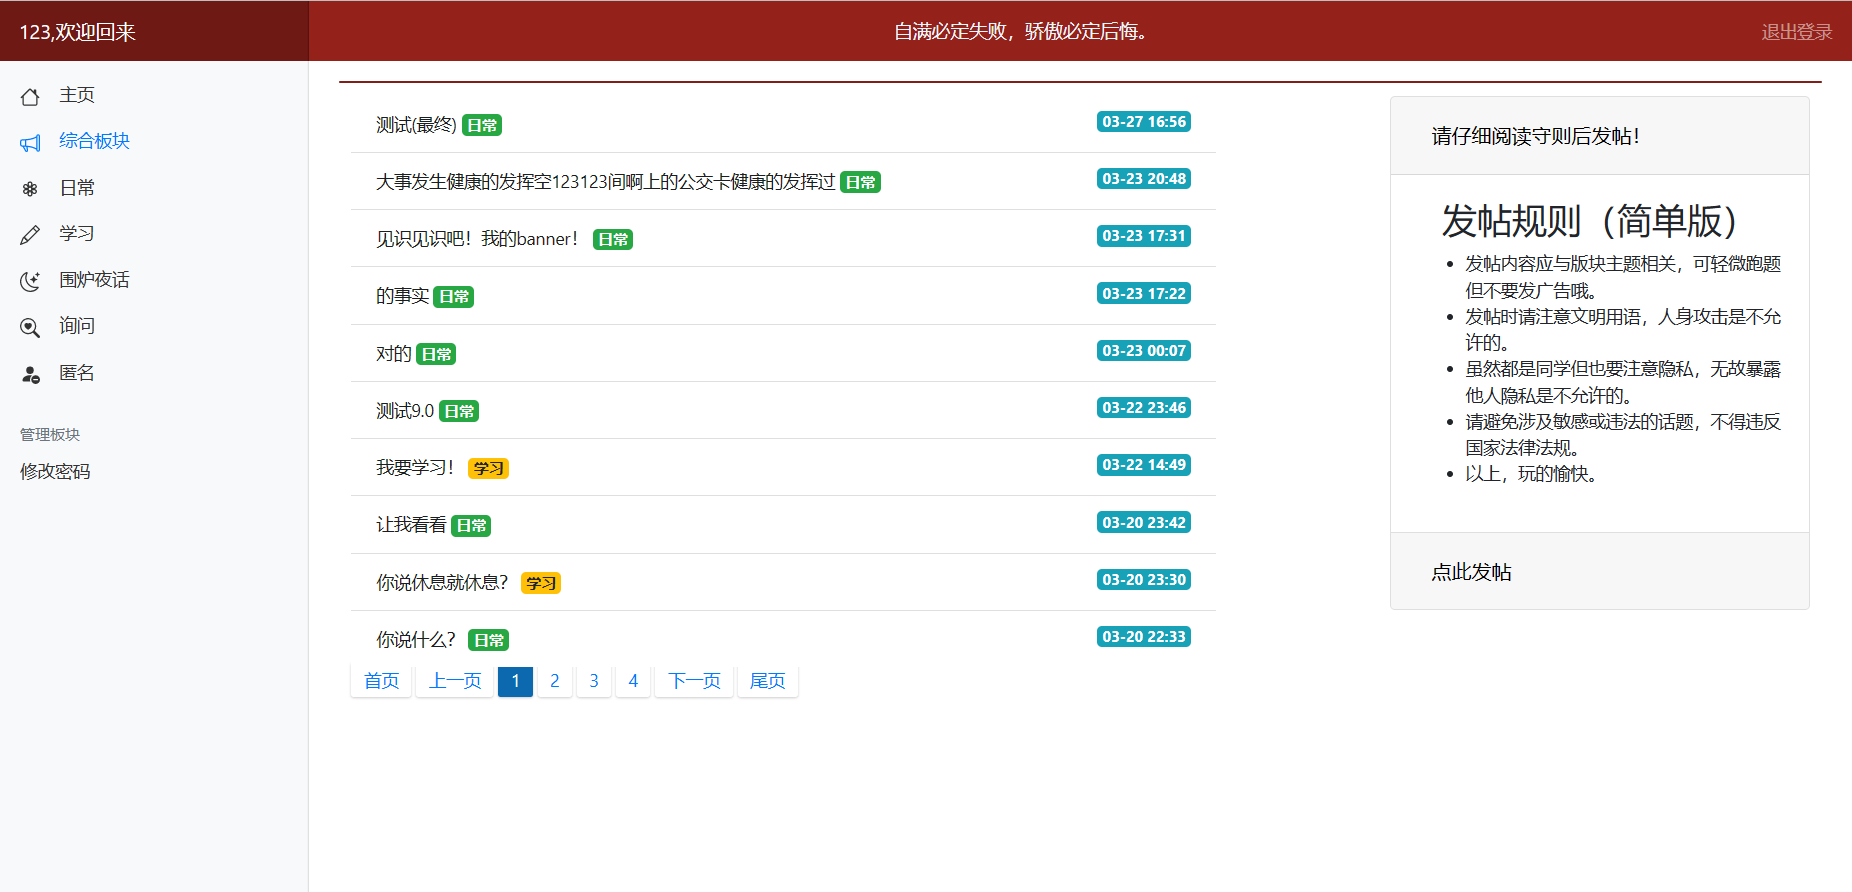 123,欢迎回来
自满必定失败，骄傲必定后悔。
退出登录
主页
综合板块
日常
学习
围炉夜话
询问
匿名
管理板块
修改密码
测试(最终) 日常 03-27 16:56
大事发生健康的发挥空123123间啊上的公交卡健康的发挥过 日常 03-23 20:48
见识见识吧！我的banner！ 日常 03-23 17:31
的事实 日常 03-23 17:22
对的 日常 03-23 00:07
测试9.0 日常 03-22 23:46
我要学习！ 学习 03-22 14:49
让我看看 日常 03-20 23:42
你说休息就休息？ 学习 03-20 23:30
你说什么？ 日常 03-20 22:33
首页 上一页 1 2 3 4 下一页 尾页
请仔细阅读守则后发帖！
发帖规则（简单版）
发帖内容应与版块主题相关，可轻微跑题
但不要发广告哦。
发帖时请注意文明用语，人身攻击是不允
许的。
虽然都是同学但也要注意隐私，无故暴露
他人隐私是不允许的。
请避免涉及敏感或违法的话题，不得违反
国家法律法规。
以上，玩的愉快。
点此发帖